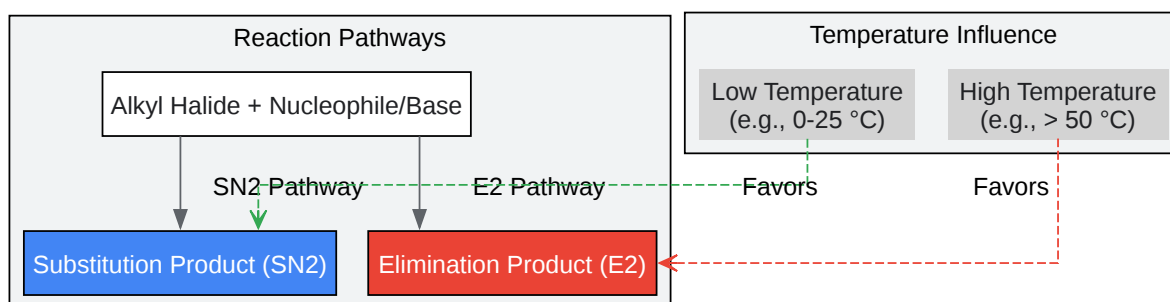 Reaction Pathways
Alkyl Halide + Nucleophile/Base
SN2 Pathway
E2 Pathway
Substitution Product (SN2)
Elimination Product (E2)
Temperature Influence
Low Temperature
(e.g., 0-25 °C)
High Temperature
(e.g., > 50 °C)
Favors
Favors